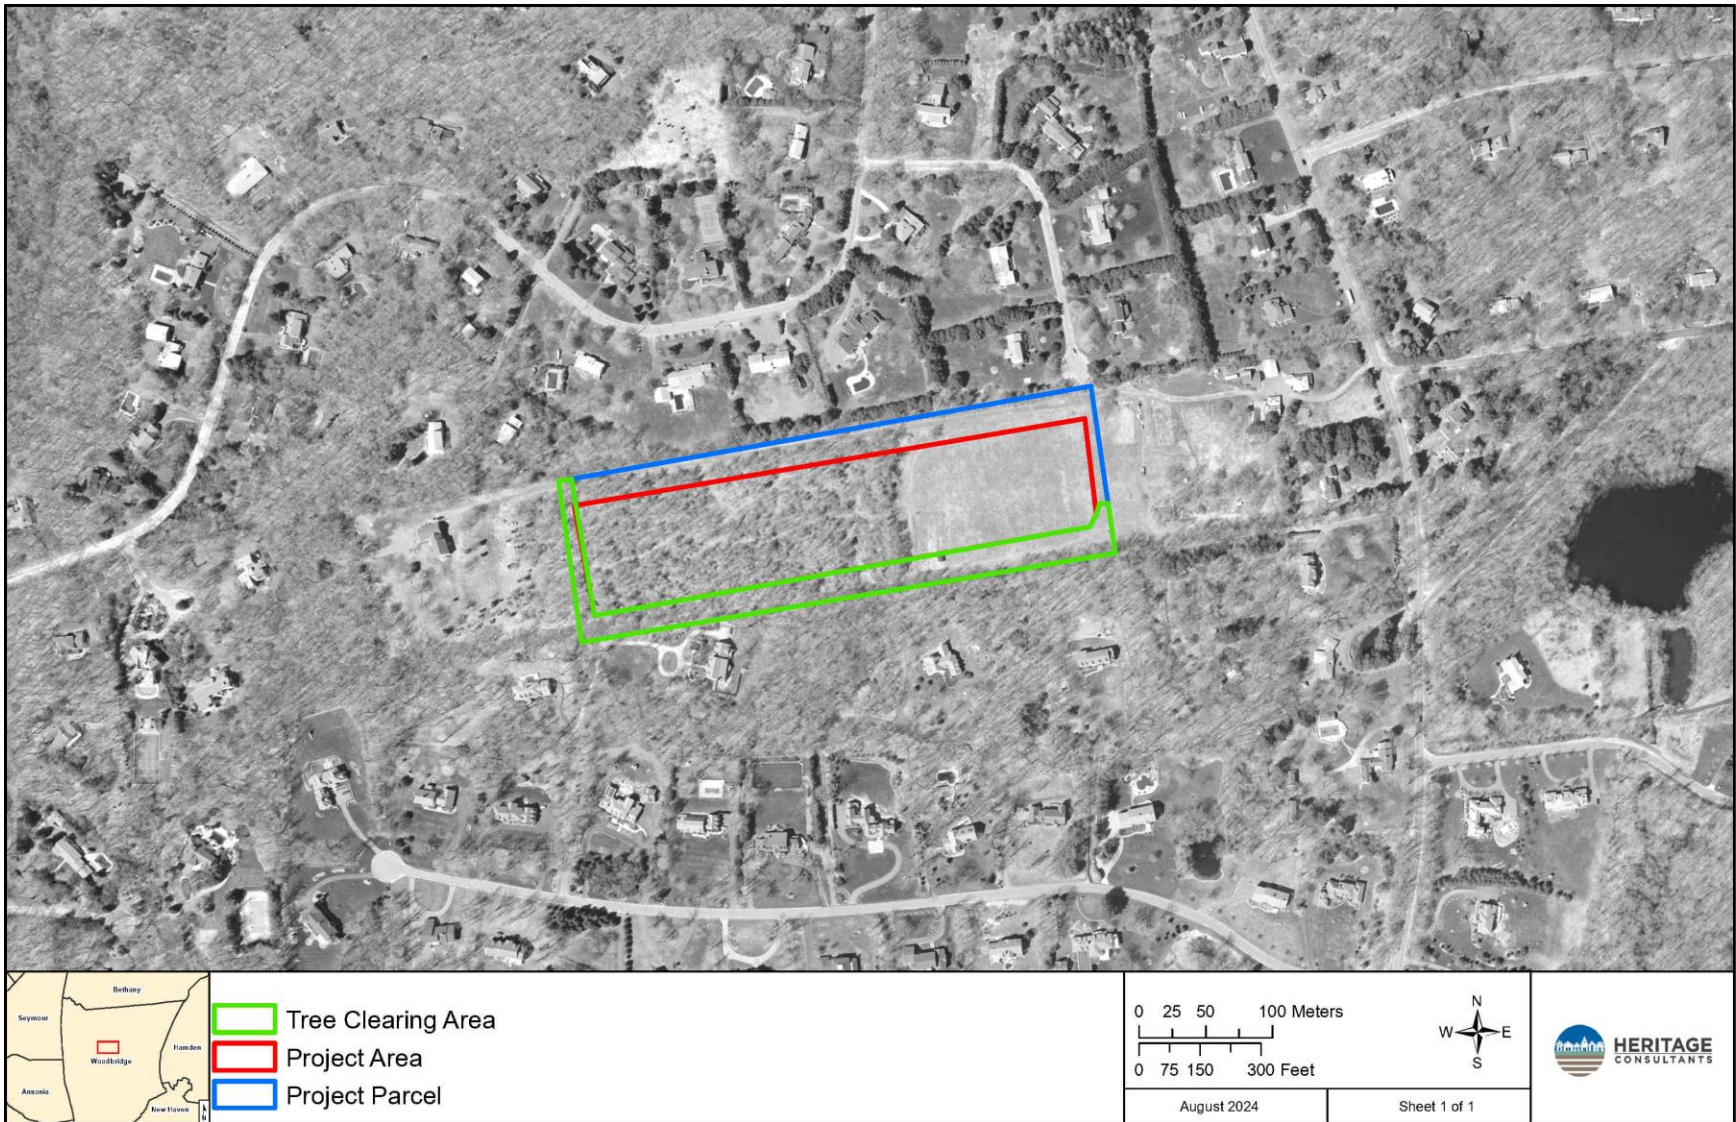 Bethany
Seymour
Hamden
Woodbridge
Ansonia
New Haven
N
Tree Clearing Area
Project Area
Project Parcel
0 25 50 100 Meters
0 75 150 300 Feet
N
W E
S
August 2024
Sheet 1 of 1
HERITAGE
CONSULTANTS